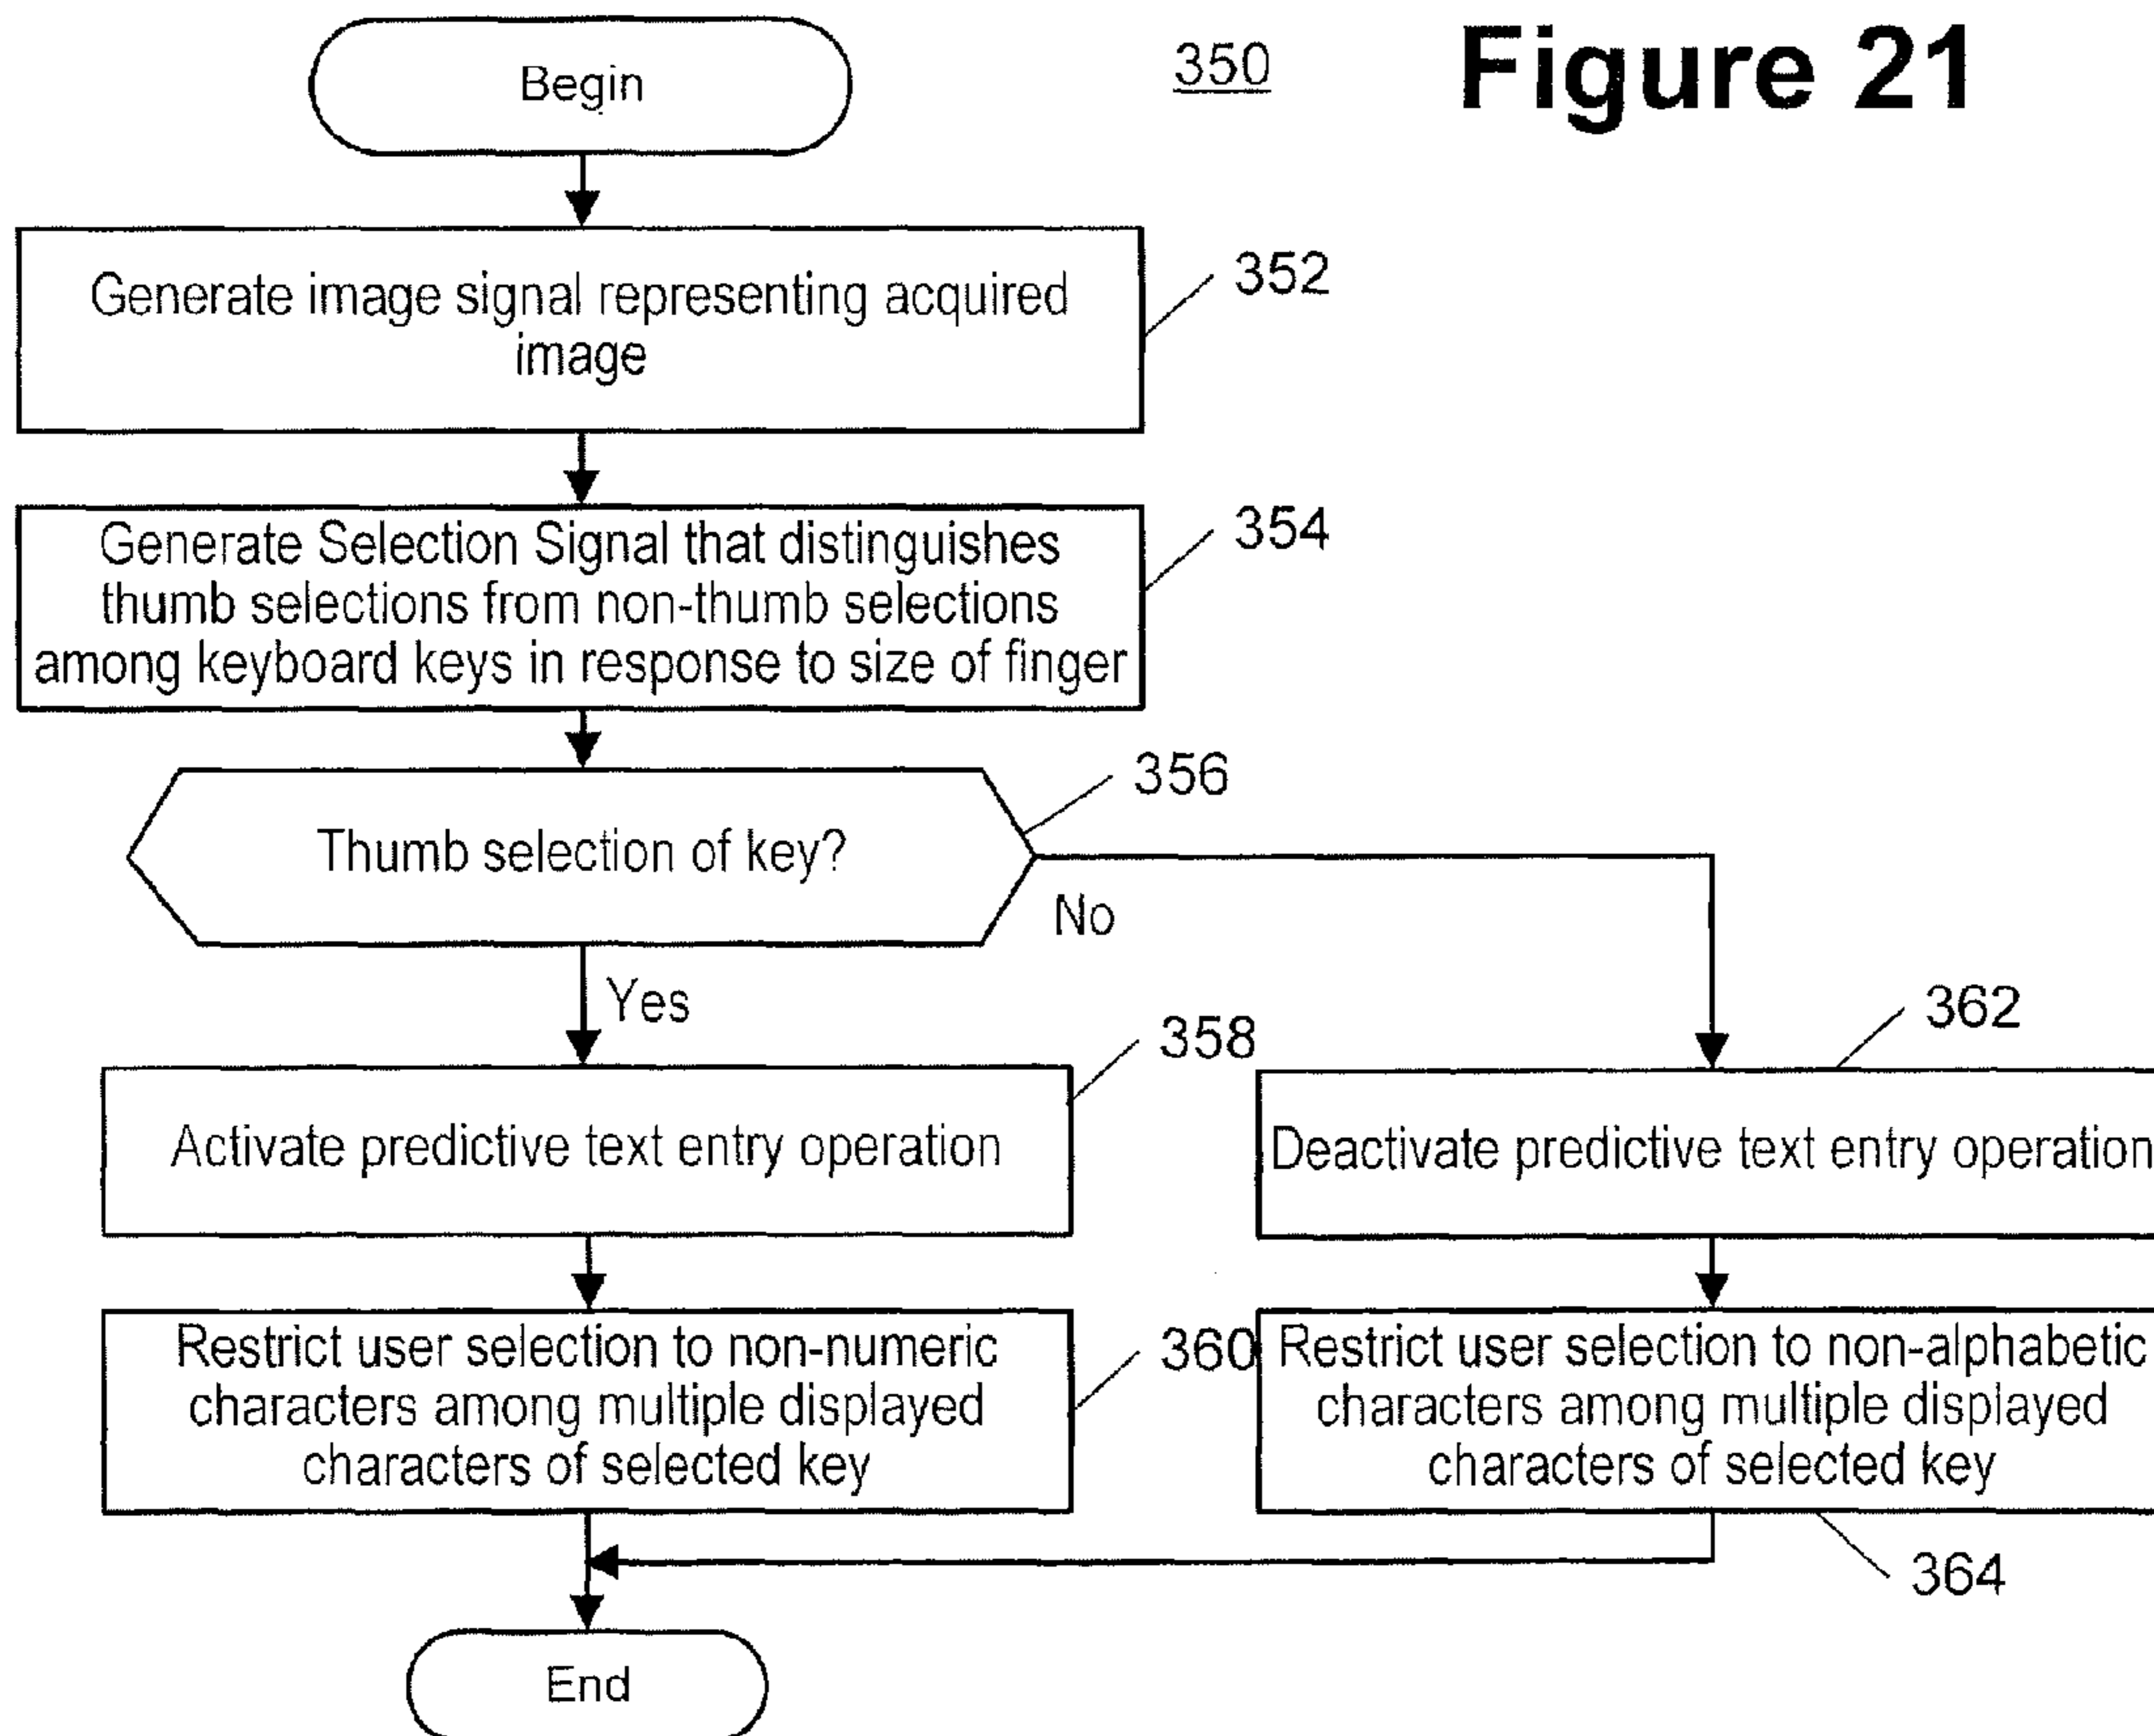 Figure 21
350
Begin
Generate image signal representing acquired
image
352
Generate Selection Signal that distinguishes
thumb selections from non-thumb selections
among keyboard keys in response to size of finger
354
Thumb selection of key?
356
No
Yes
Activate predictive text entry operation
358
Deactivate predictive text entry operation
362
Restrict user selection to non-numeric
characters among multiple displayed
characters of selected key
360
Restrict user selection to non-alphabetic
characters among multiple displayed
characters of selected key
364
End